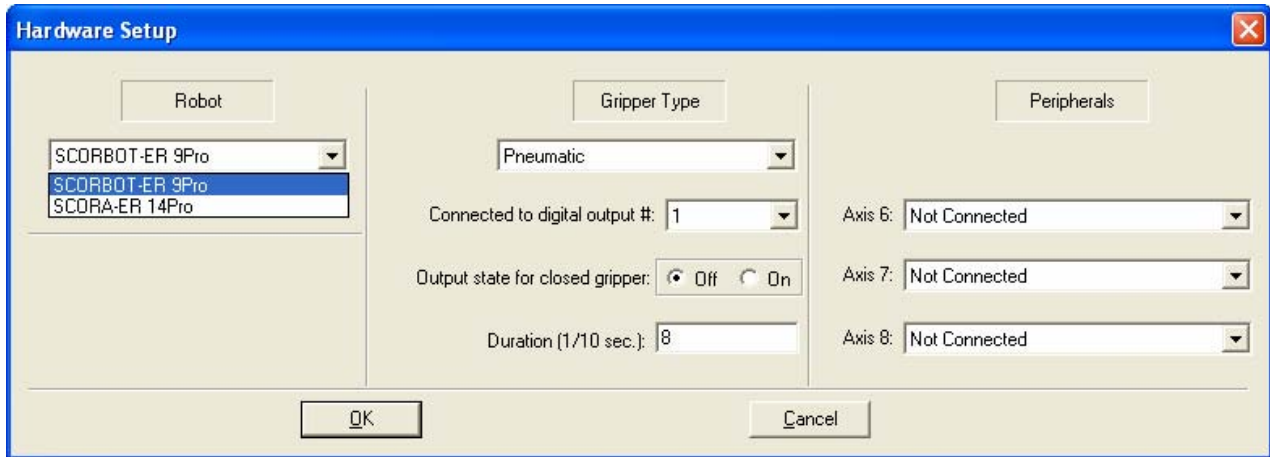 Hardware Setup
Robot
SCORBOT-ER 9Pro
SCORBOT-ER 9Pro
SCORA-ER 14Pro
Gripper Type
Pneumatic
Connected to digital output #: 1
Output state for closed gripper: Off On
Duration (1/10 sec.): 8
Peripherals
Axis 6: Not Connected
Axis 7: Not Connected
Axis 8: Not Connected
OK
Cancel